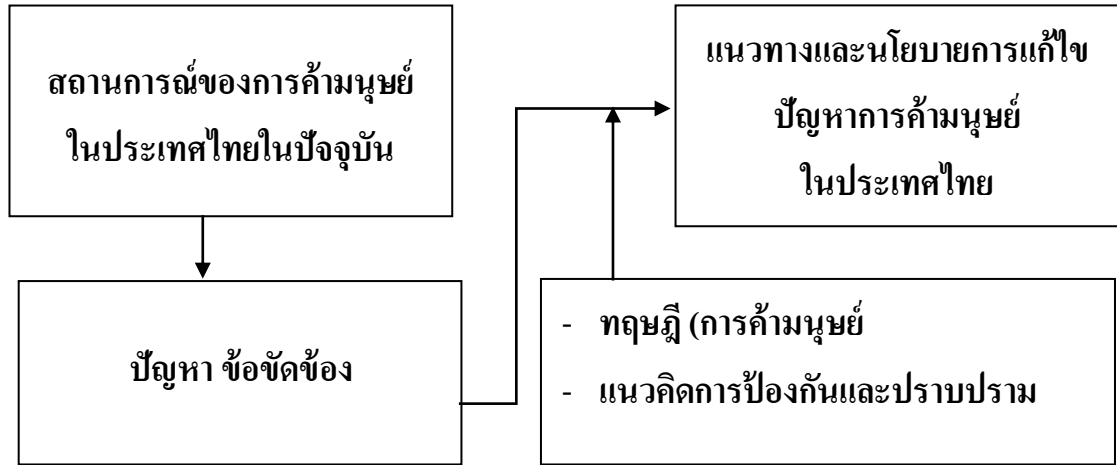 สถานการณ์ของการค้ามนุษย์
ในประเทศไทยในปัจจุบัน
แนวทางและนโยบายการแก้ไข
ปัญหาการค้ามนุษย์
ในประเทศไทย
ปัญหา ข้อขัดข้อง
- ทฤษฎี (การค้ามนุษย์
- แนวคิดการป้องกันและปราบปราม